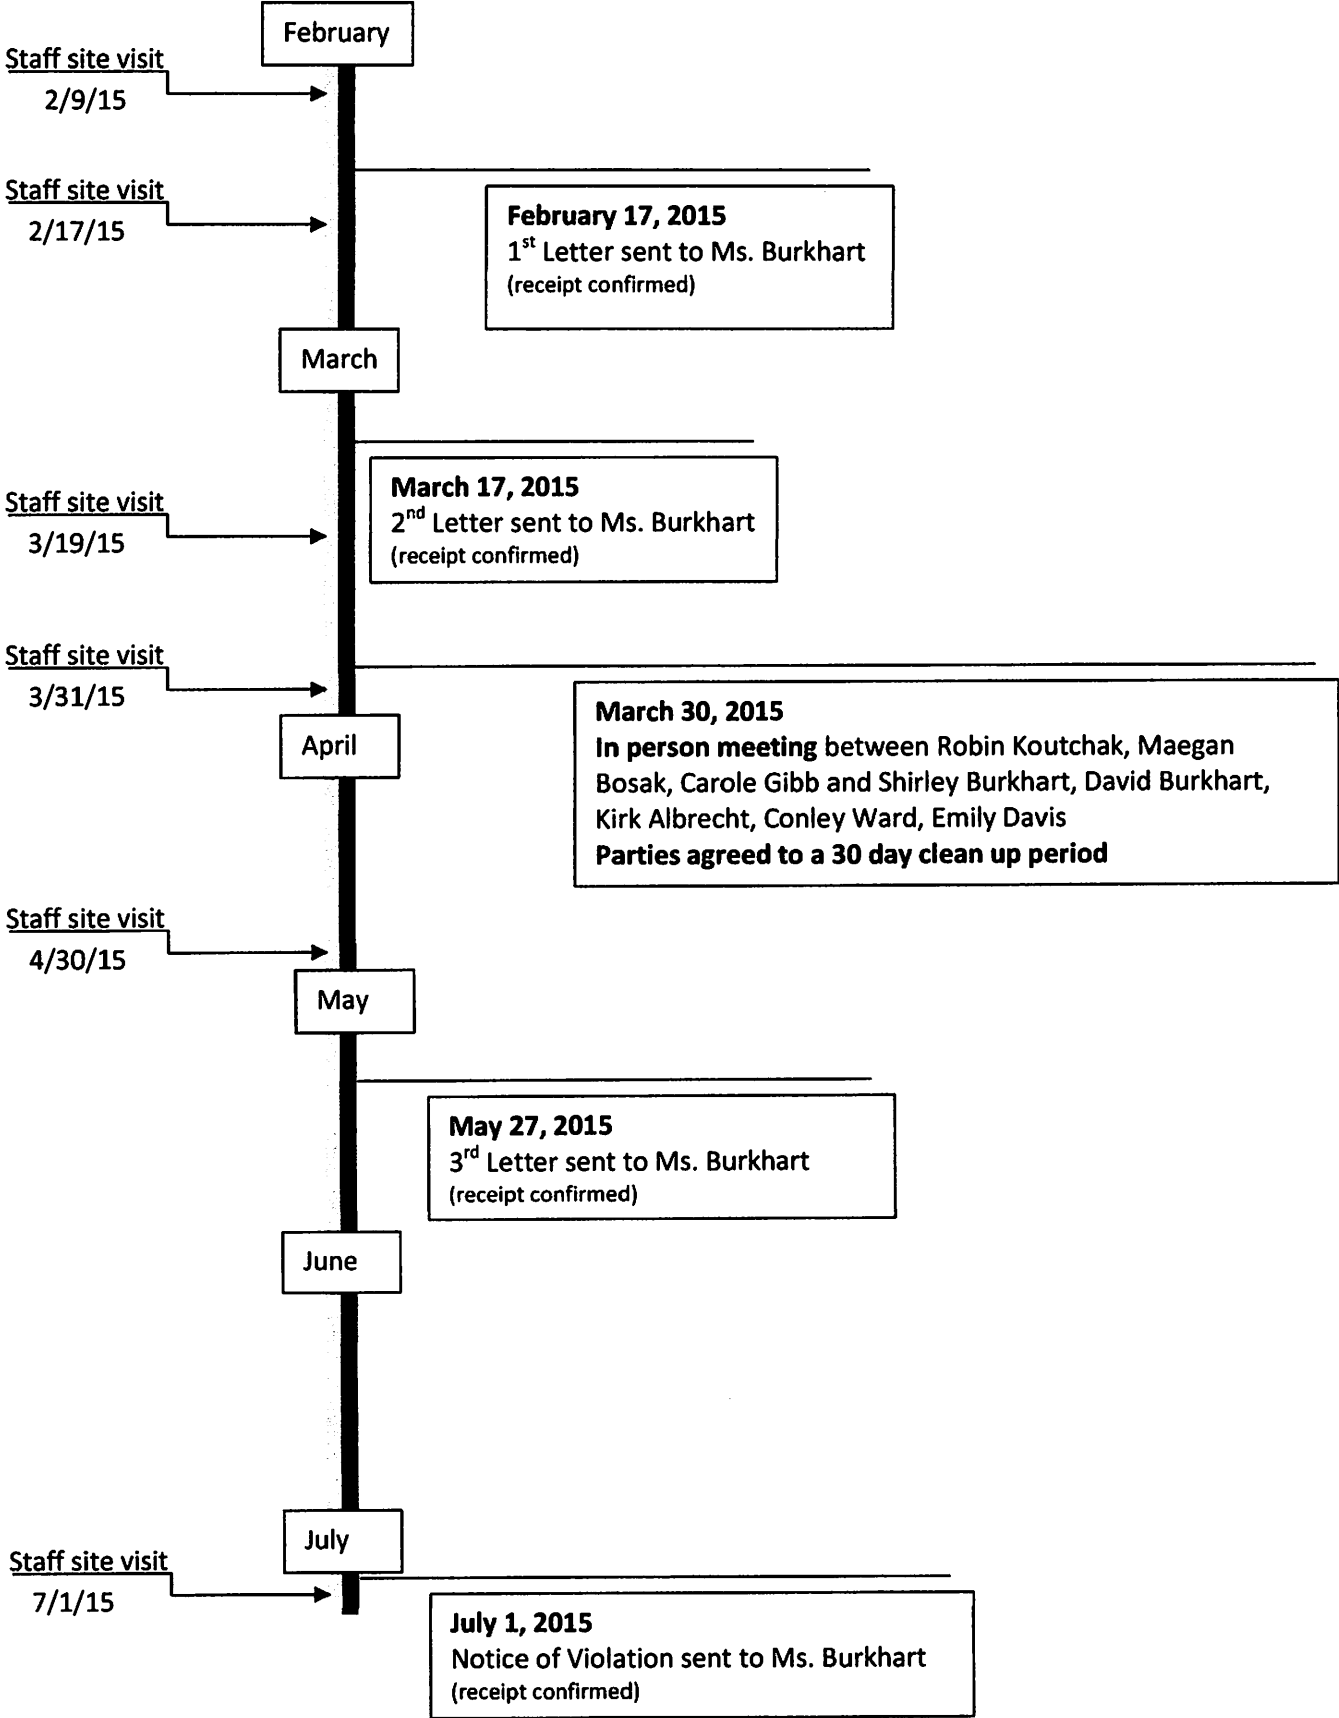 February
Staff site visit
2/9/15
Staff site visit
2/17/15
February 17, 2015
1st Letter sent to Ms. Burkhart
(receipt confirmed)
March
March 17, 2015
2nd Letter sent to Ms. Burkhart
(receipt confirmed)
Staff site visit
3/19/15
Staff site visit
3/31/15
March 30, 2015
In person meeting between Robin Koutchak, Maegan
Bosak, Carole Gibb and Shirley Burkhart, David Burkhart,
Kirk Albrecht, Conley Ward, Emily Davis
Parties agreed to a 30 day clean up period
April
Staff site visit
4/30/15
May
May 27, 2015
3rd Letter sent to Ms. Burkhart
(receipt confirmed)
June
July
Staff site visit
7/1/15
July 1, 2015
Notice of Violation sent to Ms. Burkhart
(receipt confirmed)